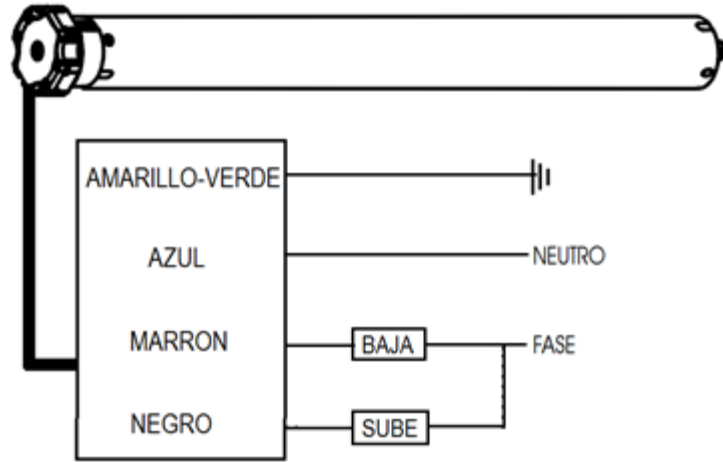 AMARILLO-VERDE
AZUL
NEUTRO
MARRON
BAJA
FASE
NEGRO
SUBE